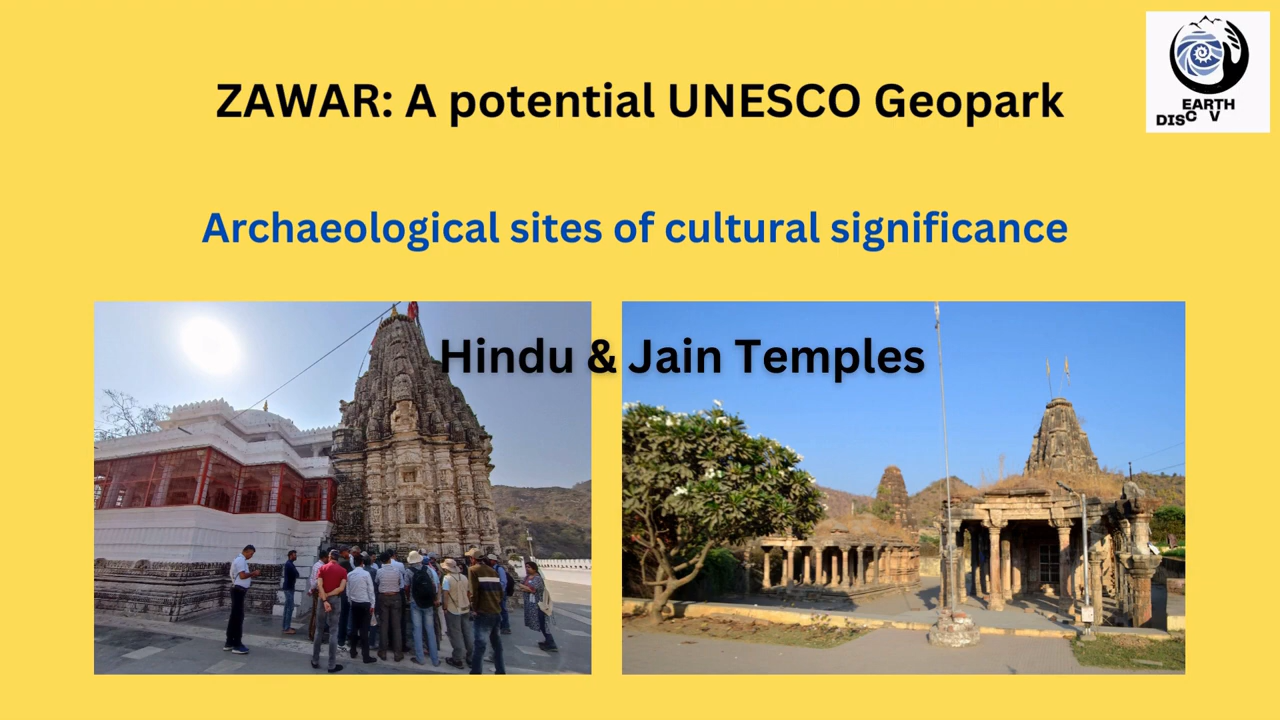 ZAWAR: A potential UNESCO Geopark
EARTH
DISC V
Archaeological sites of cultural significance
Hindu & Jain Temples